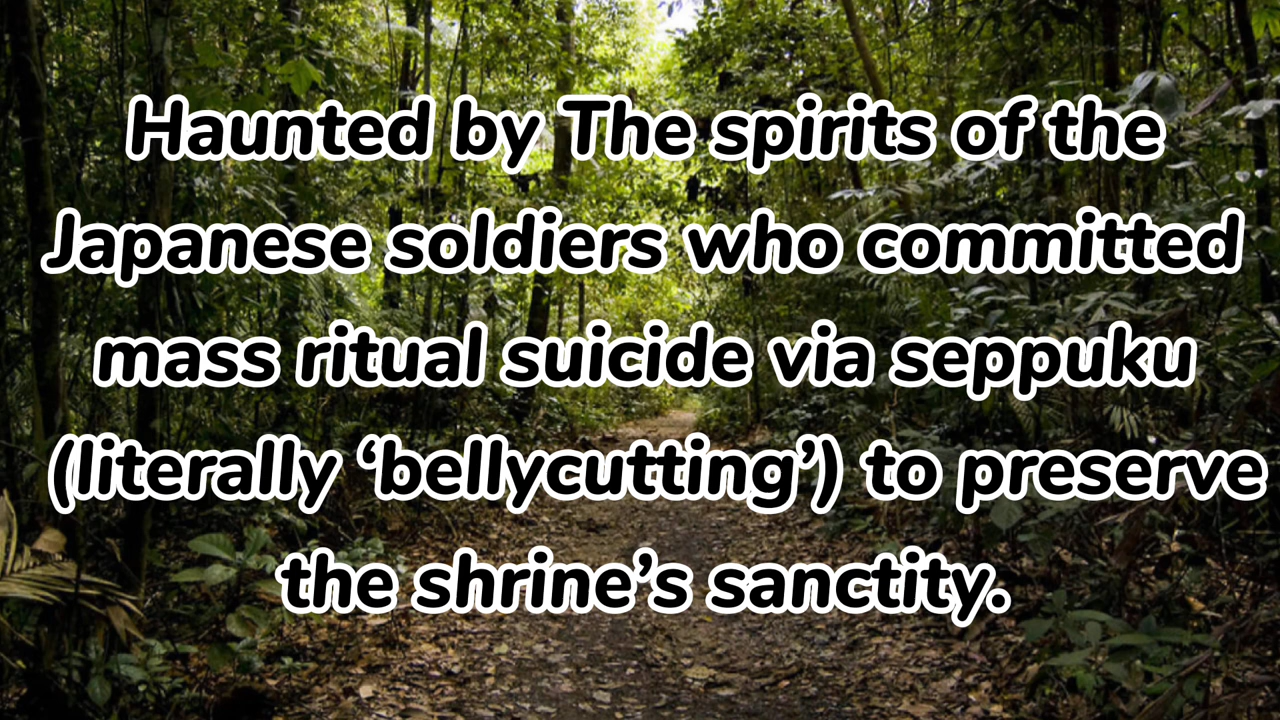 Haunted by The spirits of the
Japanese soldiers who committed
mass ritual suicide via seppuku
(literally ‘bellycutting’) to preserve
the shrine’s sanctity.